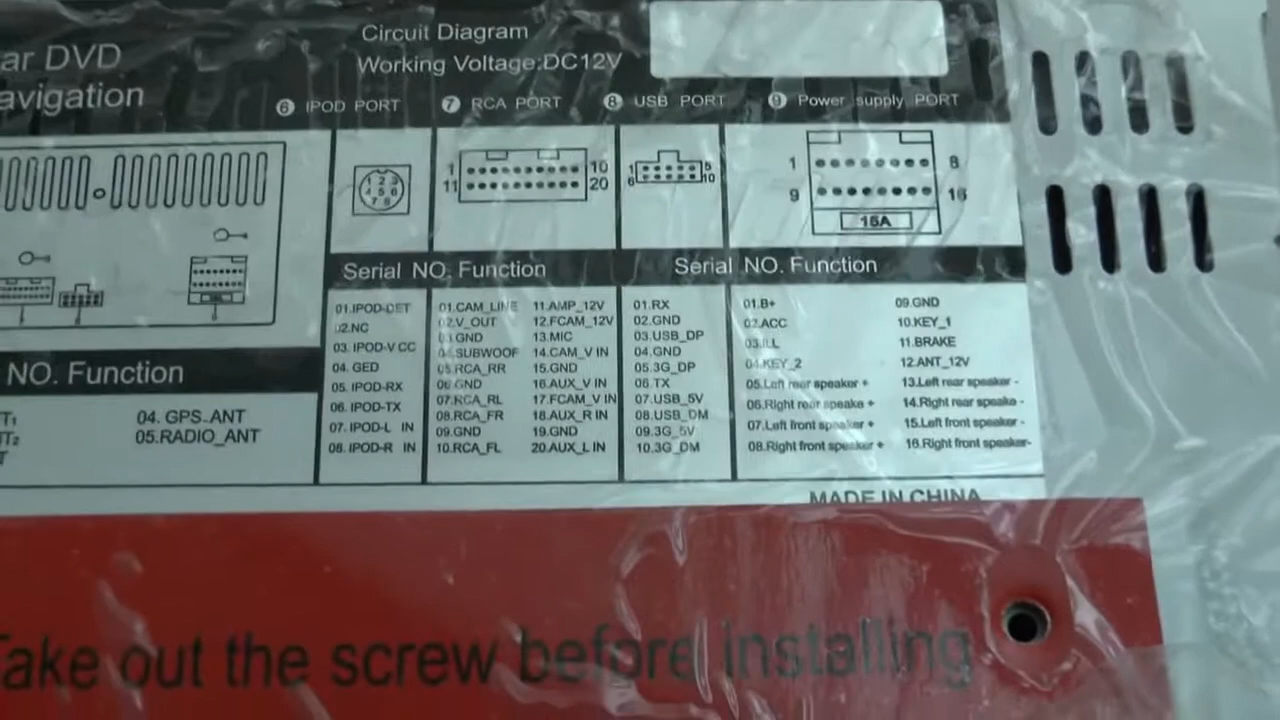 Circuit Diagram
ar DVD
Working Voltage:DC12V
avigation
6 IPOD PORT
7 RCA PORT
8 USB PORT
9 Power supply PORT
1 10
11 20
5
6 10
1 8
9 16
1 2 3
4 5 6
7 8
15A
Serial NO. Function
Serial NO. Function
01.IPOD-DET
02.NC
03. IPOD-VCC
04. GED
05. IPOD-RX
06. IPOD-TX
07. IPOD-L IN
08. IPOD-R IN
01.CAM_LINE
02.V_OUT
03.GND
04.SUBWOOF
05.RCA_RR
06.GND
07.RCA_RL
08.RCA_FR
09.GND
10.RCA_FL
11.AMP_12V
12.FCAM_12V
13.MIC
14.CAM_V IN
15.GND
16.AUX_V IN
17.FCAM_V IN
18.AUX_R IN
19.GND
20.AUX_L IN
01.RX
02.GND
03.USB_DP
04.GND
05.3G_DP
06.TX
07.USB_5V
08.USB_DM
09.3G_5V
10.3G_DM
01.B+
02.ACC
03.ILL
04.KEY_2
05.Left rear speaker +
06.Right rear speake +
07.Left front speaker +
08.Right front speaker +
09.GND
10.KEY_1
11.BRAKE
12.ANT_12V
13.Left rear speaker -
14.Right rear speake -
15.Left front speaker -
16.Right front speaker-
NO. Function
T1
T2
T
04. GPS-ANT
05.RADIO_ANT
MADE IN CHINA
Take out the screw before installing